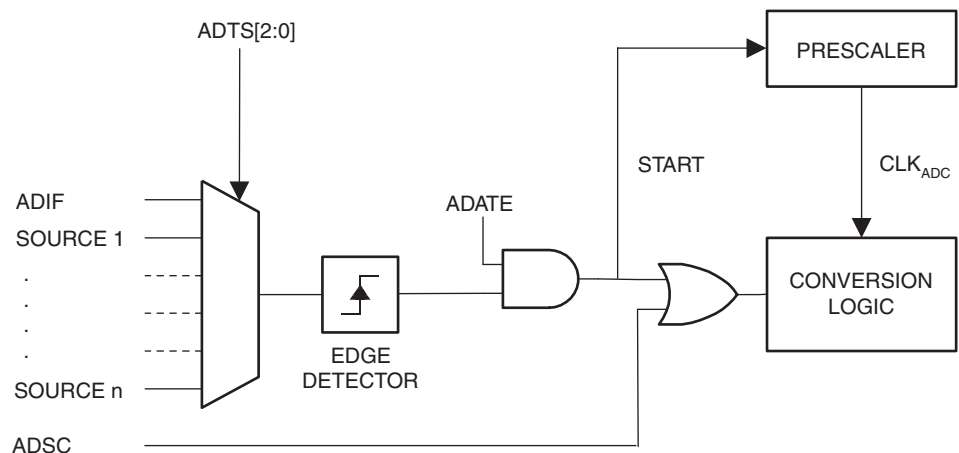 ADTS[2:0]
PRESCALER
START
CLKADC
ADIF
ADATE
SOURCE 1
.
.
.
.
.
CONVERSION
LOGIC
EDGE
DETECTOR
SOURCE n
ADSC